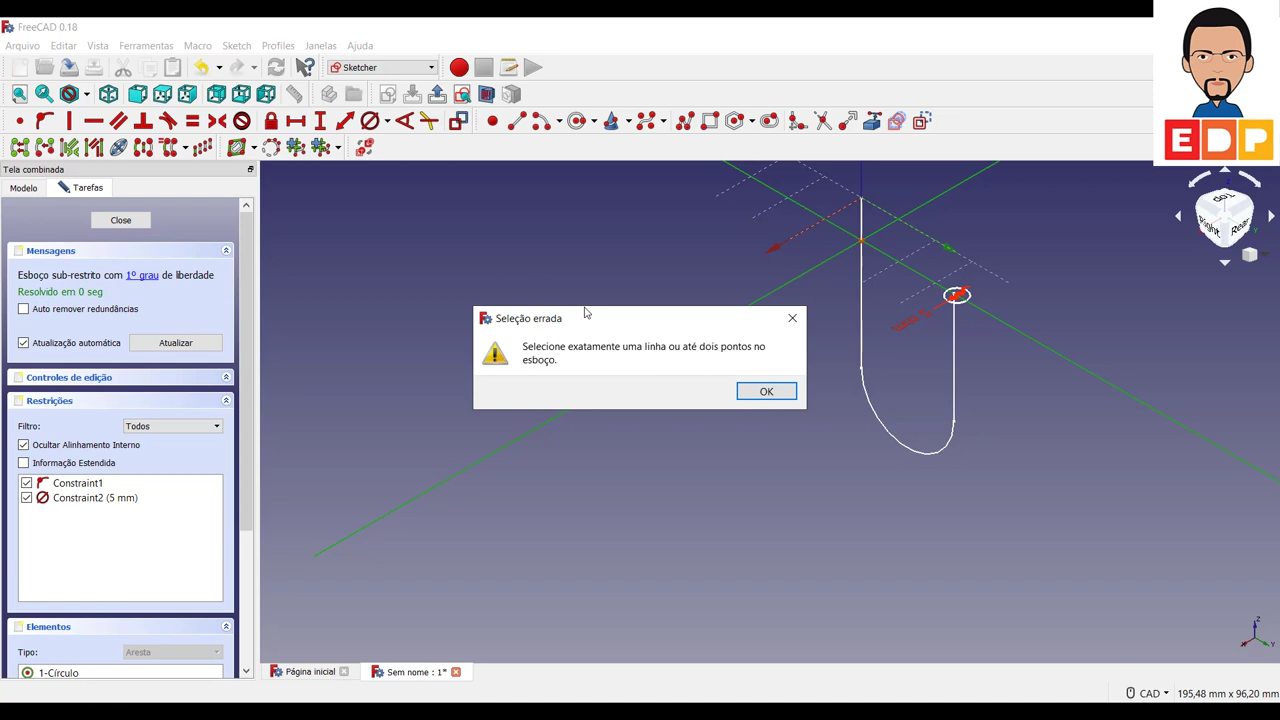 FreeCAD 0.18
Arquivo Editar Vista Ferramentas Macro Sketch Profiles Janelas Ajuda
Sketcher
EDP
Tela combinada
Modelo Tarefas
Close
Mensagens
Esboço sub-restrito com 1º grau de liberdade
Resolvido em 0 seg
Auto remover redundâncias
Atualização automática Atualizar
Controles de edição
Restrições
Filtro: Todos
Ocultar Alinhamento Interno
Informação Estendida
Constraint1
Constraint2 (5 mm)
Elementos
Tipo: Aresta
1-Círculo
Seleção errada
Selecione exatamente uma linha ou até dois pontos no
esboço.
OK
Right Rear
Página inicial Sem nome : 1*
CAD 195,48 mm x 96,20 mm